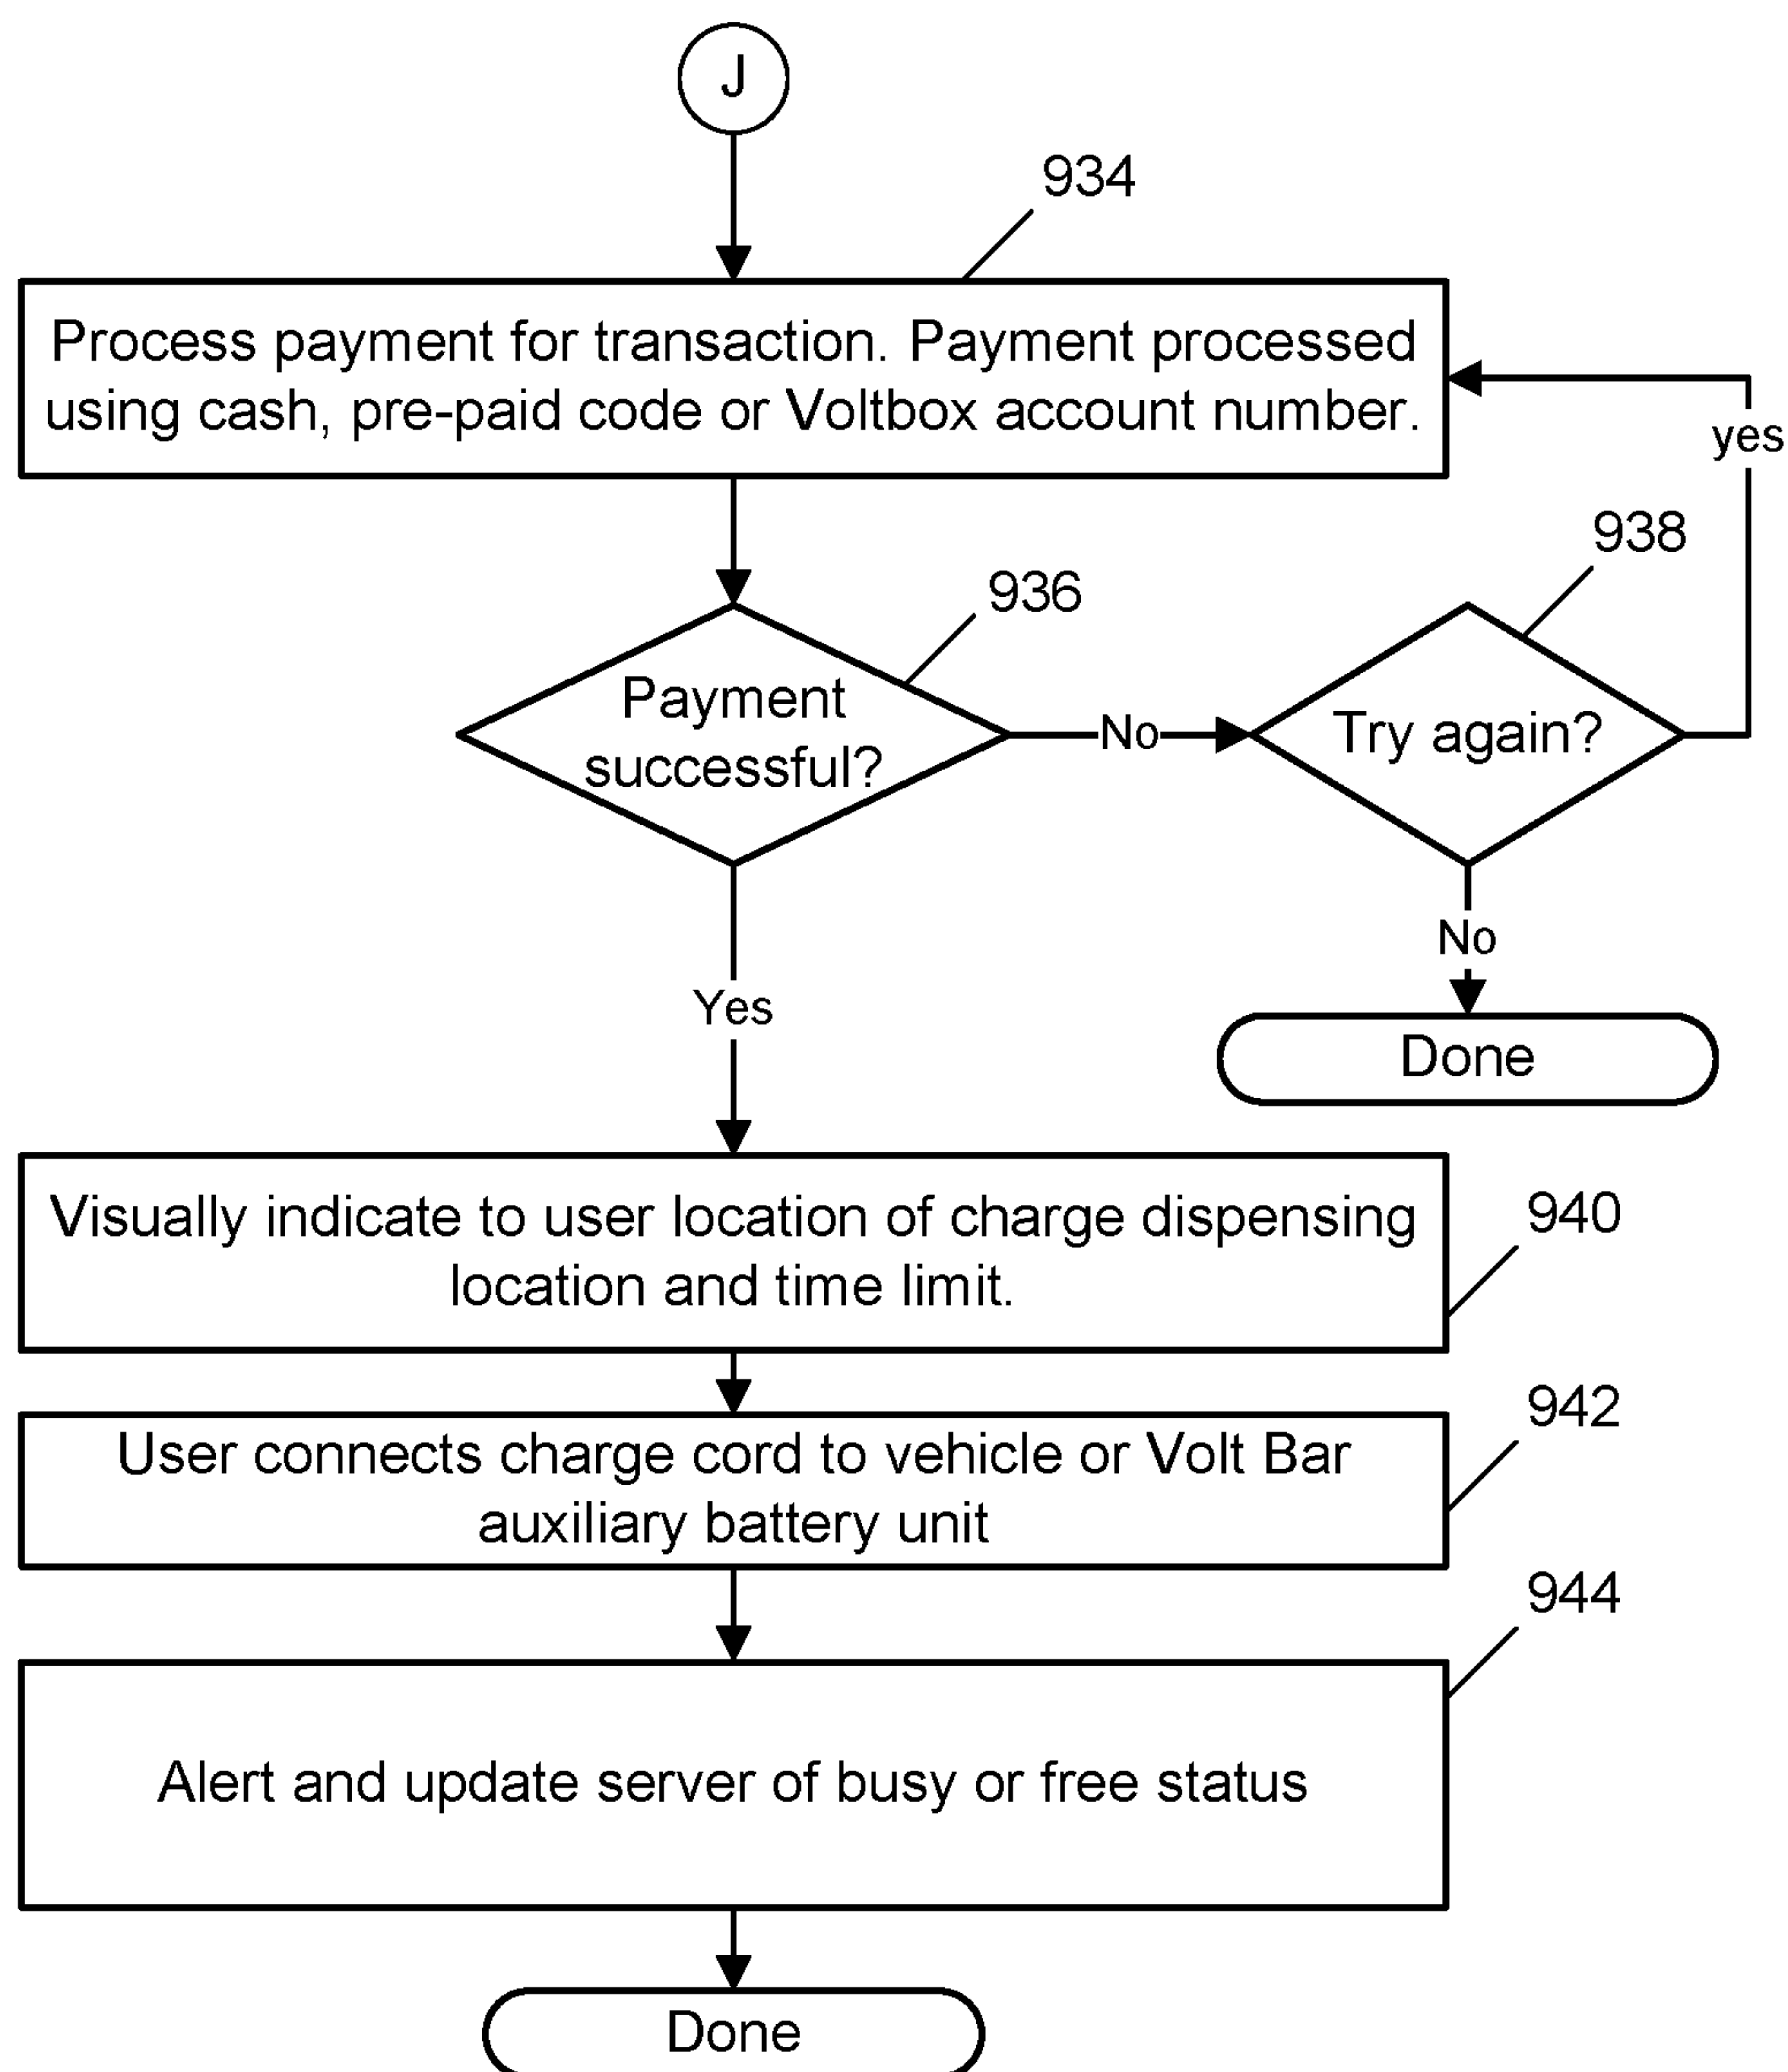 J
934
Process payment for transaction. Payment processed
using cash, pre-paid code or Voltbox account number.
yes
938
936
Payment
successful?
No
Try again?
No
Yes
Done
Visually indicate to user location of charge dispensing
location and time limit.
940
942
User connects charge cord to vehicle or Volt Bar
auxiliary battery unit
944
Alert and update server of busy or free status
Done